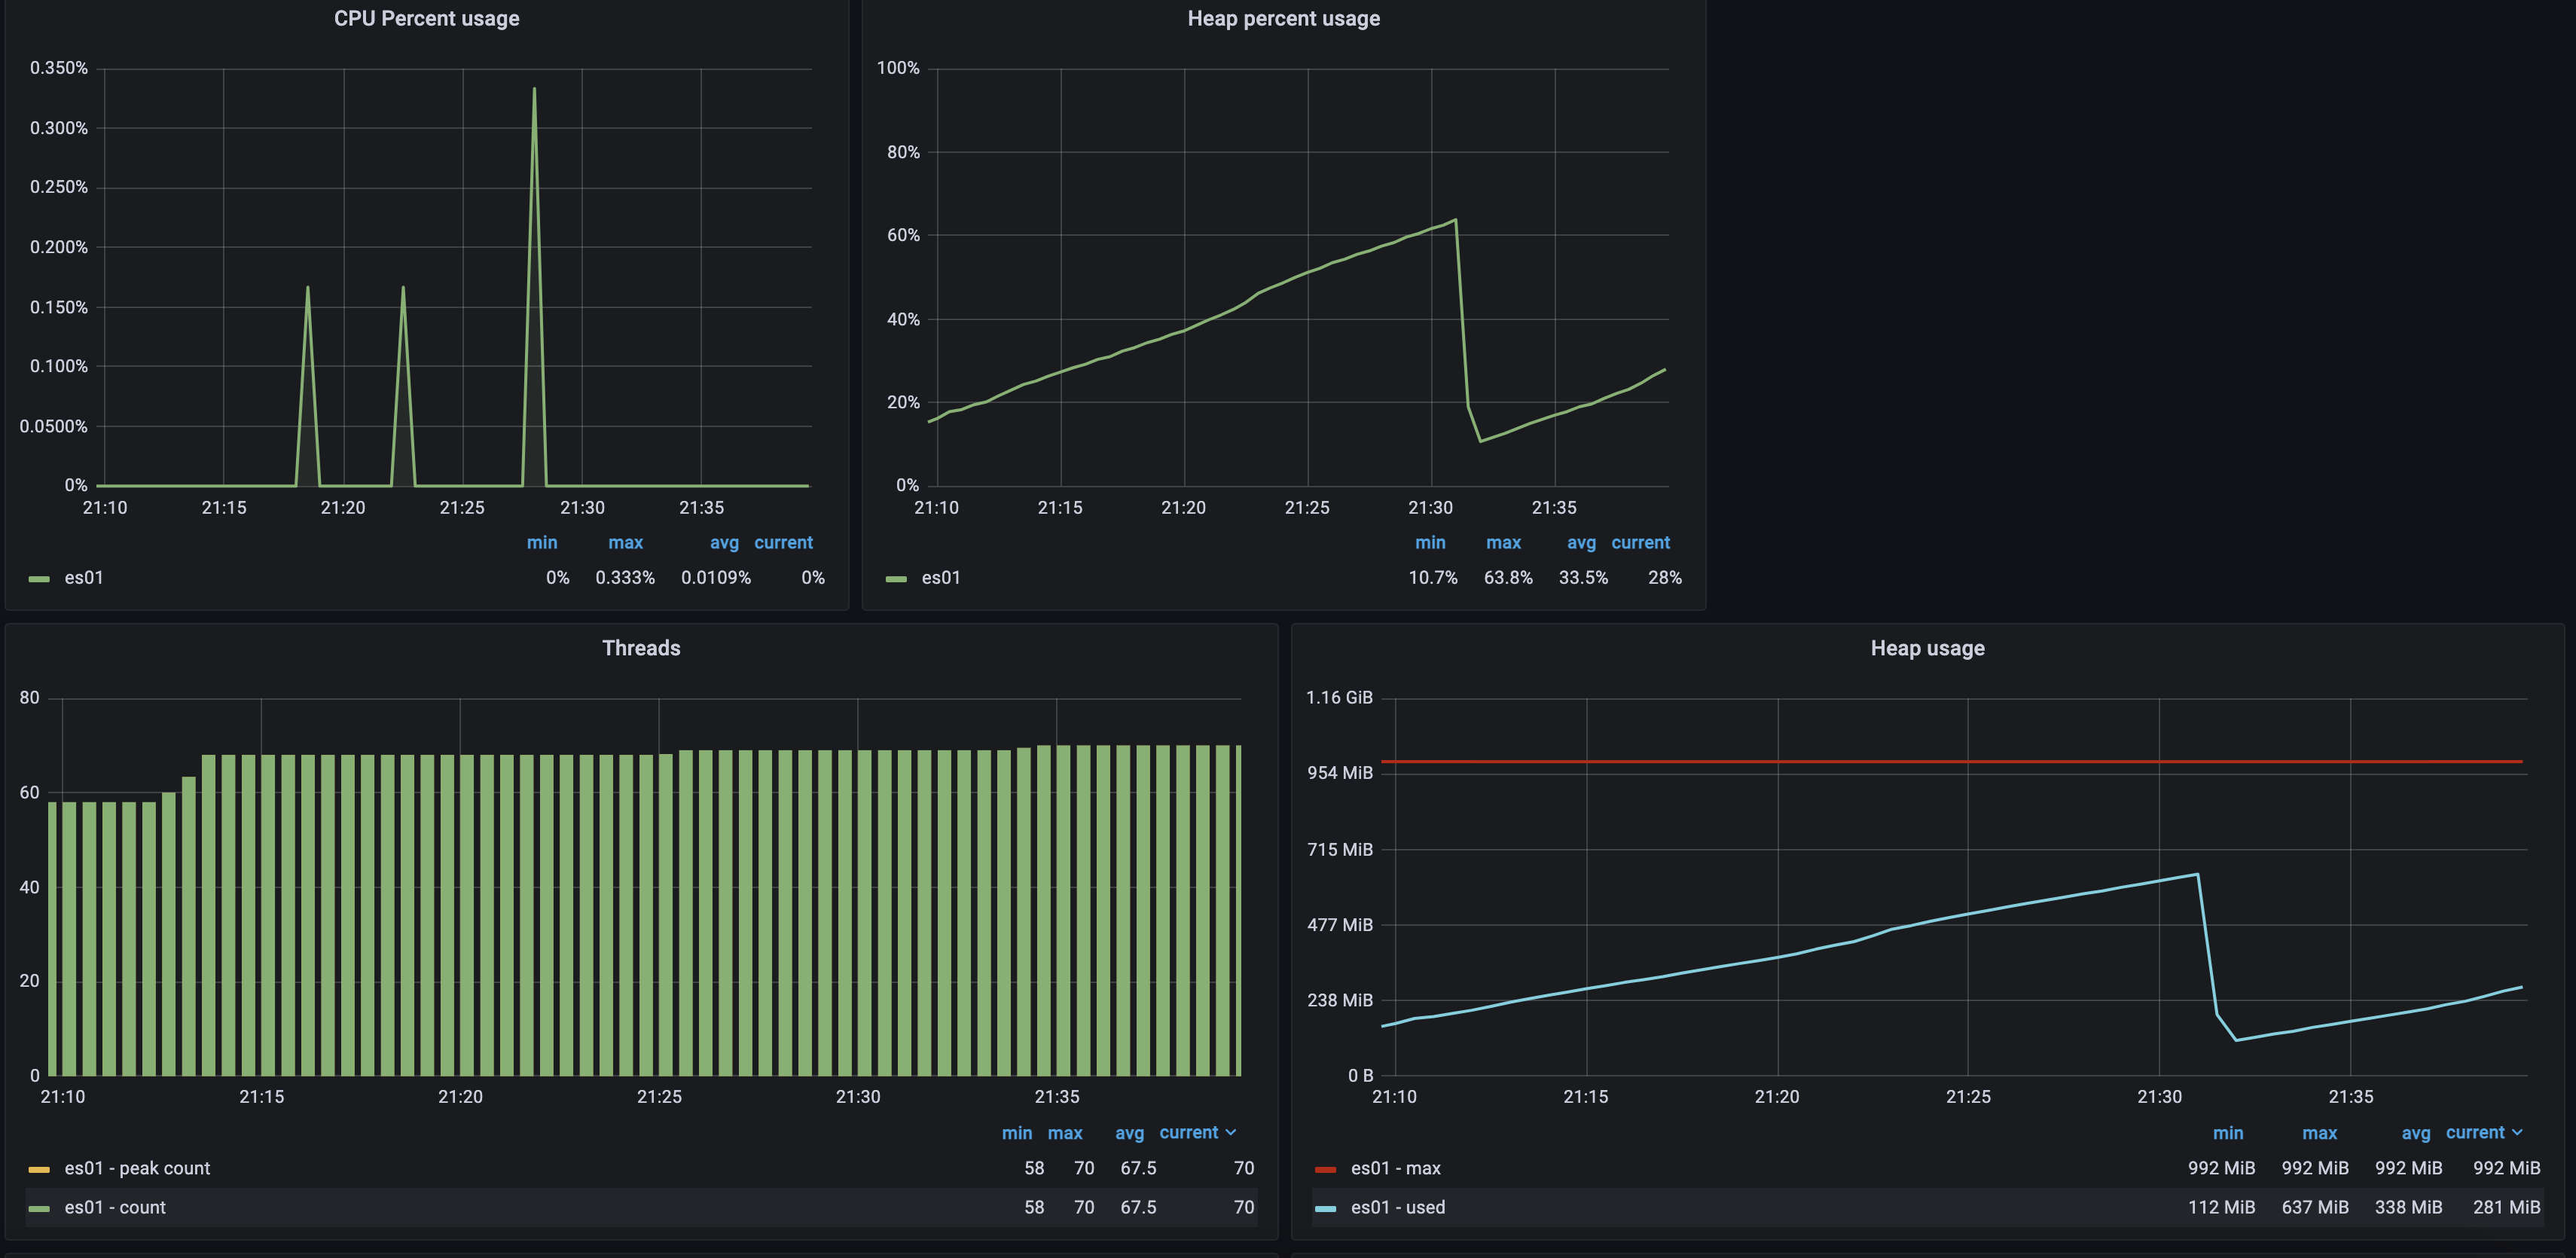 CPU Percent usage
0.350%
0.300%
0.250%
0.200%
0.150%
0.100%
0.0500%
0%
21:10 21:15 21:20 21:25 21:30 21:35
min max avg current
es01 0% 0.333% 0.0109% 0%
Heap percent usage
100%
80%
60%
40%
20%
0%
21:10 21:15 21:20 21:25 21:30 21:35
min max avg current
es01 10.7% 63.8% 33.5% 28%
Threads
80
60
40
20
0
21:10 21:15 21:20 21:25 21:30 21:35
min max avg current
es01 - peak count 58 70 67.5 70
es01 - count 58 70 67.5 70
Heap usage
1.16 GiB
954 MiB
715 MiB
477 MiB
238 MiB
0 B
21:10 21:15 21:20 21:25 21:30 21:35
min max avg current
es01 - max 992 MiB 992 MiB 992 MiB 992 MiB
es01 - used 112 MiB 637 MiB 338 MiB 281 MiB